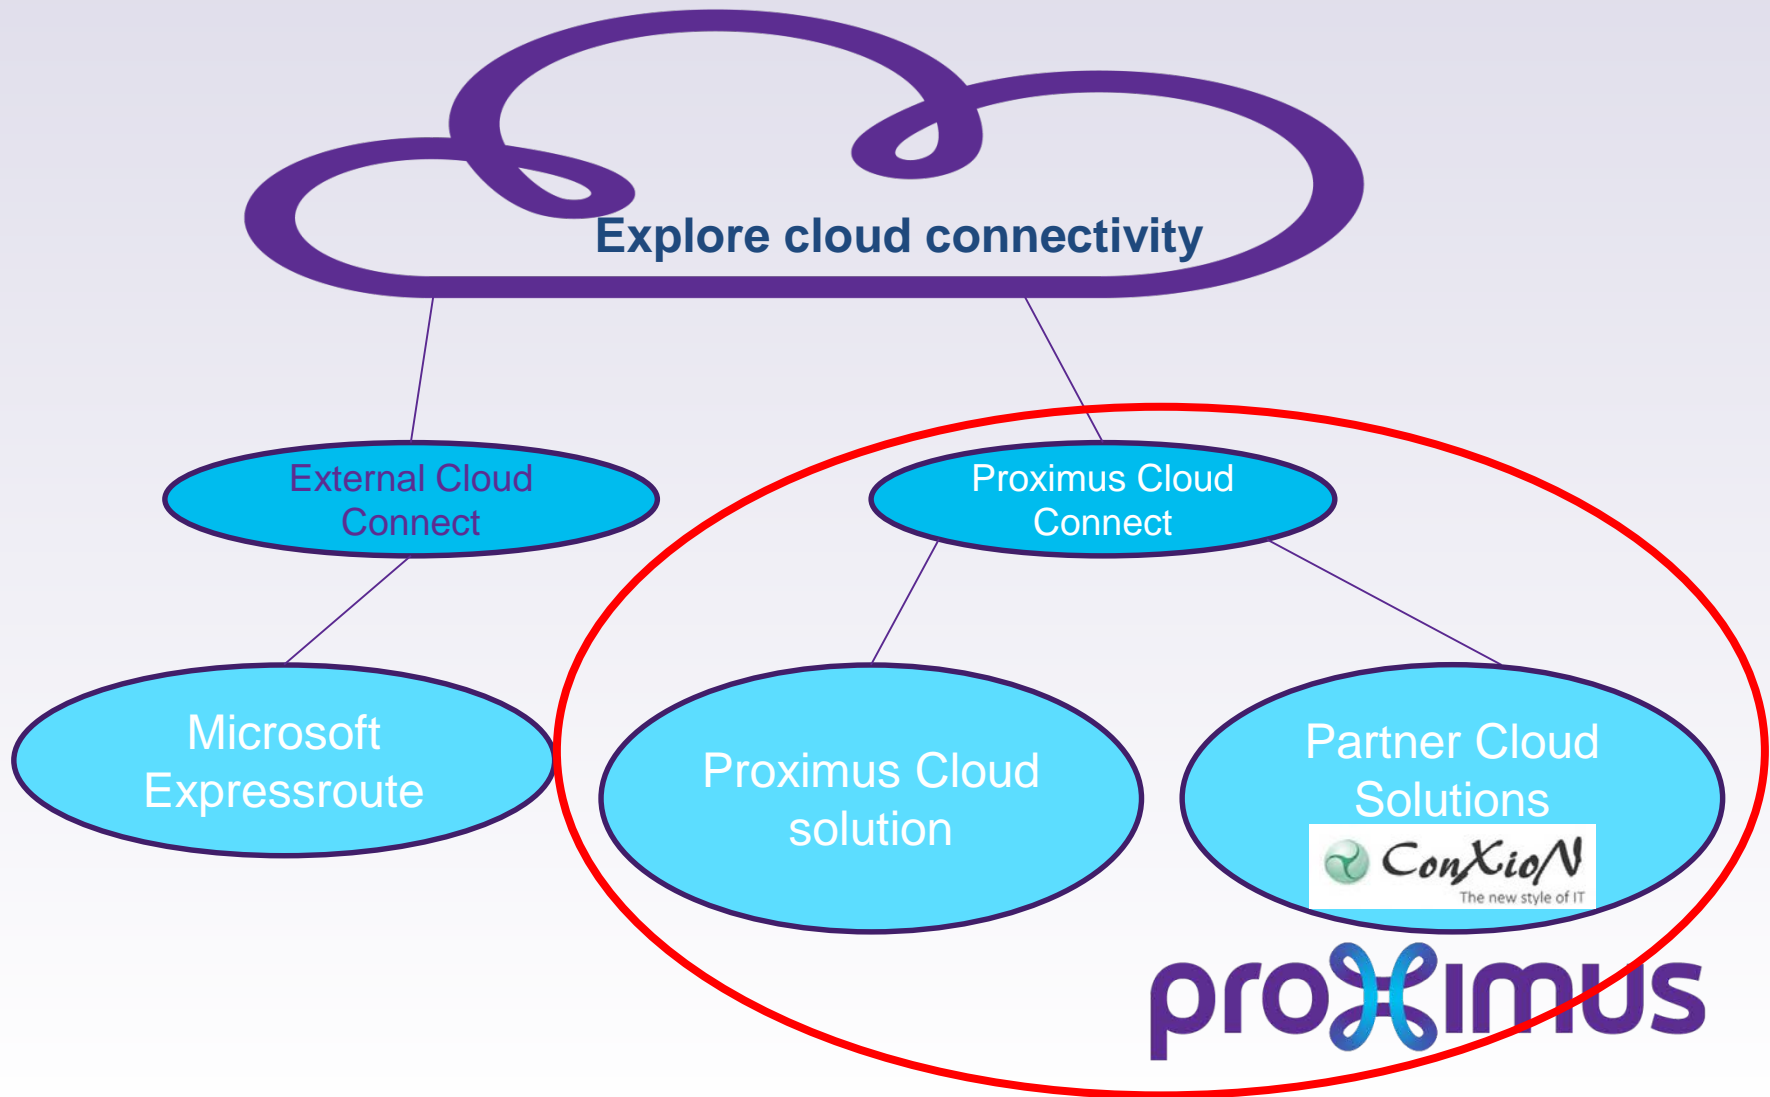 Explore cloud connectivity
External Cloud
Connect
Proximus Cloud
Connect
Microsoft
Expressroute
Proximus Cloud
solution
Partner Cloud
Solutions
ConXioN
The new style of IT
proximus